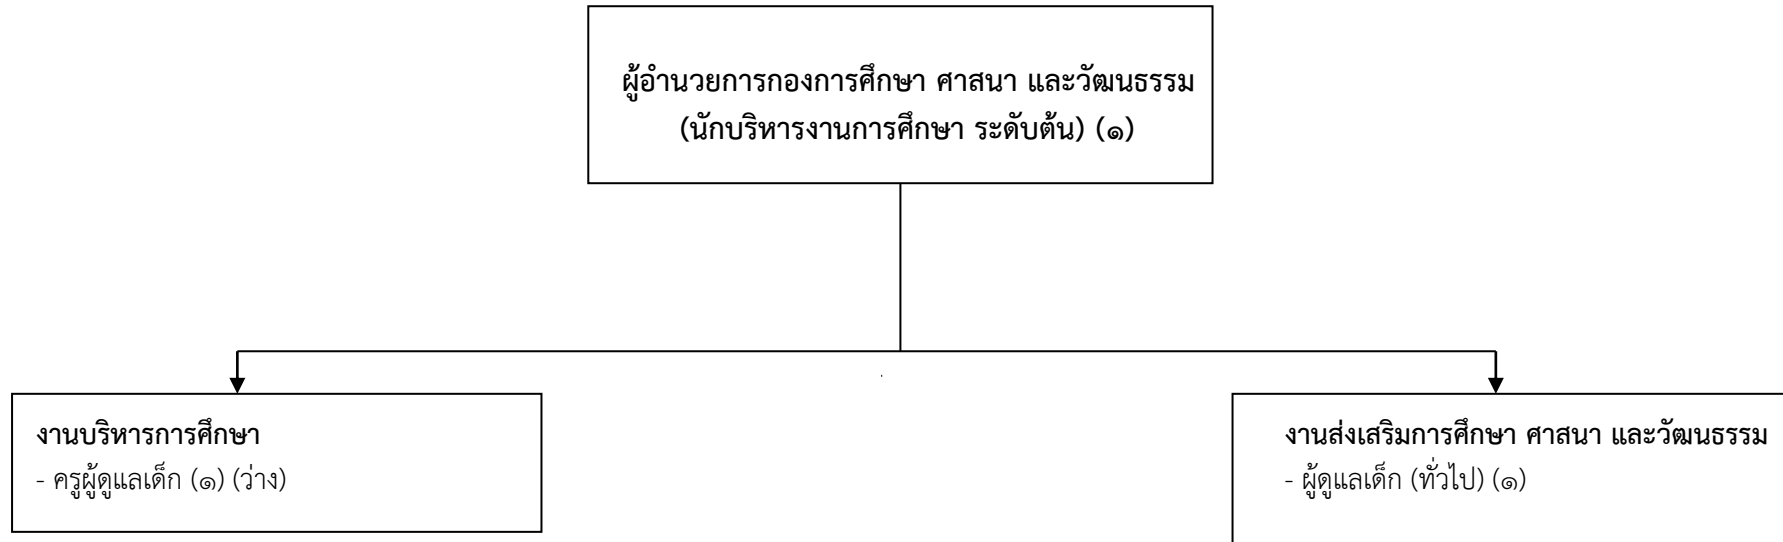 ผู้อำนวยการกองการศึกษา ศาสนา และวัฒนธรรม
(นักบริหารงานการศึกษา ระดับต้น) (๑)
งานบริหารการศึกษา
- ครูผู้ดูแลเด็ก (๑) (ว่าง)
งานส่งเสริมการศึกษา ศาสนา และวัฒนธรรม
- ผู้ดูแลเด็ก (ทั่วไป) (๑)